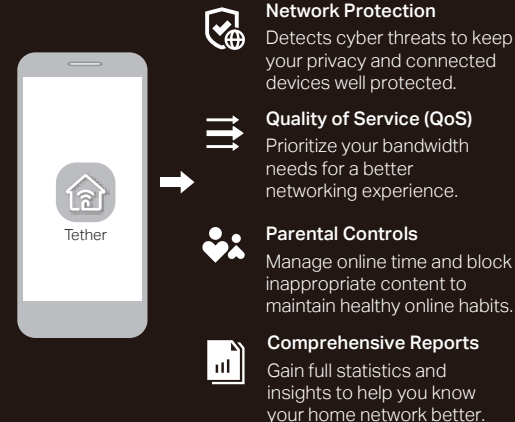 Tether
Network Protection
Detects cyber threats to keep
your privacy and connected
devices well protected.
Quality of Service (QoS)
Prioritize your bandwidth
needs for a better
networking experience.
Parental Controls
Manage online time and block
inappropriate content to
maintain healthy online habits.
Comprehensive Reports
Gain full statistics and
insights to help you know
your home network better.